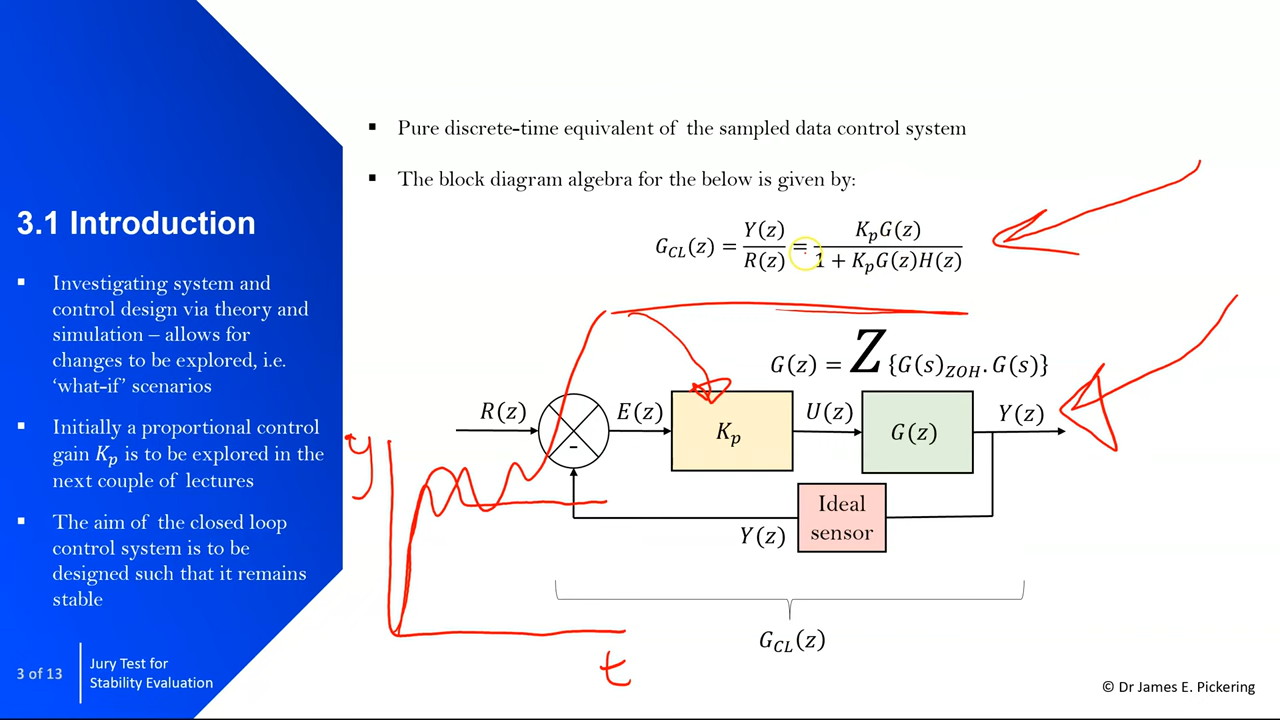 3.1 Introduction
▪ Investigating system and
control design via theory and
simulation – allows for
changes to be explored, i.e.
‘what-if’ scenarios
▪ Initially a proportional control
gain Kₚ is to be explored in the
next couple of lectures
▪ The aim of the closed loop
control system is to be
designed such that it remains
stable
3 of 13
Jury Test for
Stability Evaluation
▪ Pure discrete-time equivalent of the sampled data control system
▪ The block diagram algebra for the below is given by:
G_CL(z) = Y(z)/R(z) = KₚG(z)/(1 + KₚG(z)H(z))
G(z) = Z {G(s)_ZOH. G(s)}
R(z)
-
E(z)
Kₚ
U(z)
G(z)
Y(z)
Ideal
sensor
Y(z)
y
t
G_CL(z)
© Dr James E. Pickering